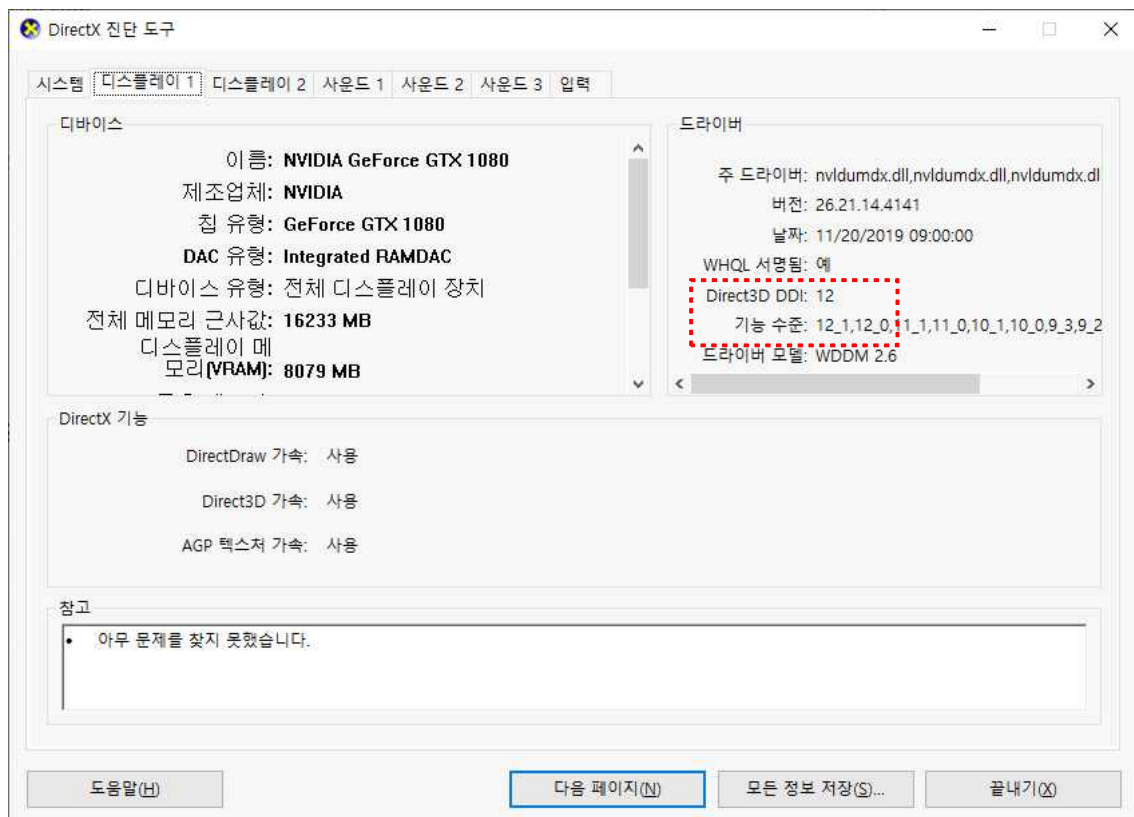 DirectX 진단 도구
시스템 디스플레이 1 디스플레이 2 사운드 1 사운드 2 사운드 3 입력
디바이스
이름: NVIDIA GeForce GTX 1080
제조업체: NVIDIA
칩 유형: GeForce GTX 1080
DAC 유형: Integrated RAMDAC
디바이스 유형: 전체 디스플레이 장치
전체 메모리 근사값: 16233 MB
디스플레이 메
모리(VRAM): 8079 MB
드라이버
주 드라이버: nvldumdx.dll,nvldumdx.dll,nvldumdx.dl
버전: 26.21.14.4141
날짜: 11/20/2019 09:00:00
WHQL 서명됨: 예
Direct3D DDI: 12
기능 수준: 12_1,12_0,11_1,11_0,10_1,10_0,9_3,9_2
드라이버 모델: WDDM 2.6
DirectX 기능
DirectDraw 가속: 사용
Direct3D 가속: 사용
AGP 텍스처 가속: 사용
참고
• 아무 문제를 찾지 못했습니다.
도움말(H) 다음 페이지(N) 모든 정보 저장(S)... 끝내기(X)